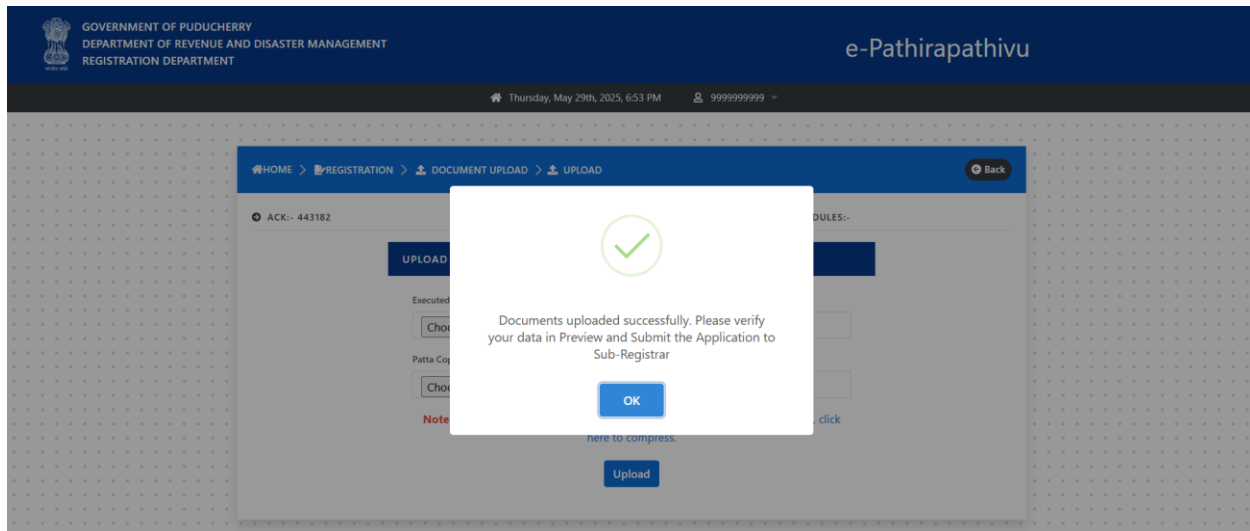 GOVERNMENT OF PUDUCHERRY
DEPARTMENT OF REVENUE AND DISASTER MANAGEMENT
REGISTRATION DEPARTMENT
e-Pathirapathivu
Thursday, May 29th, 2025, 6:53 PM 9999999999
HOME > REGISTRATION > DOCUMENT UPLOAD > UPLOAD Back
ACK:- 443182 DULES:-
UPLOAD
Executed
Choo
Documents uploaded successfully. Please verify
your data in Preview and Submit the Application to
Sub-Registrar
Patta Cop
Choo
OK
Note , click
here to compress.
Upload